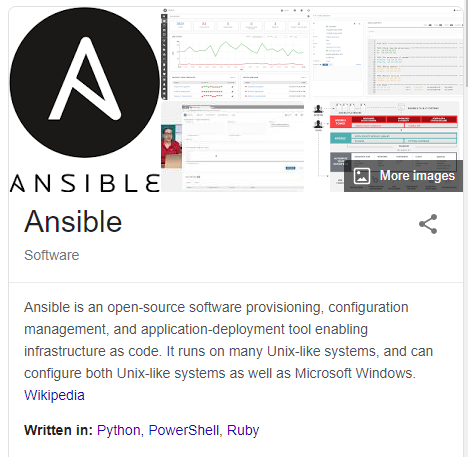 ANSIBLE
More images
Ansible
Software
Ansible is an open-source software provisioning, configuration
management, and application-deployment tool enabling
infrastructure as code. It runs on many Unix-like systems, and can
configure both Unix-like systems as well as Microsoft Windows.
Wikipedia
Written in: Python, PowerShell, Ruby